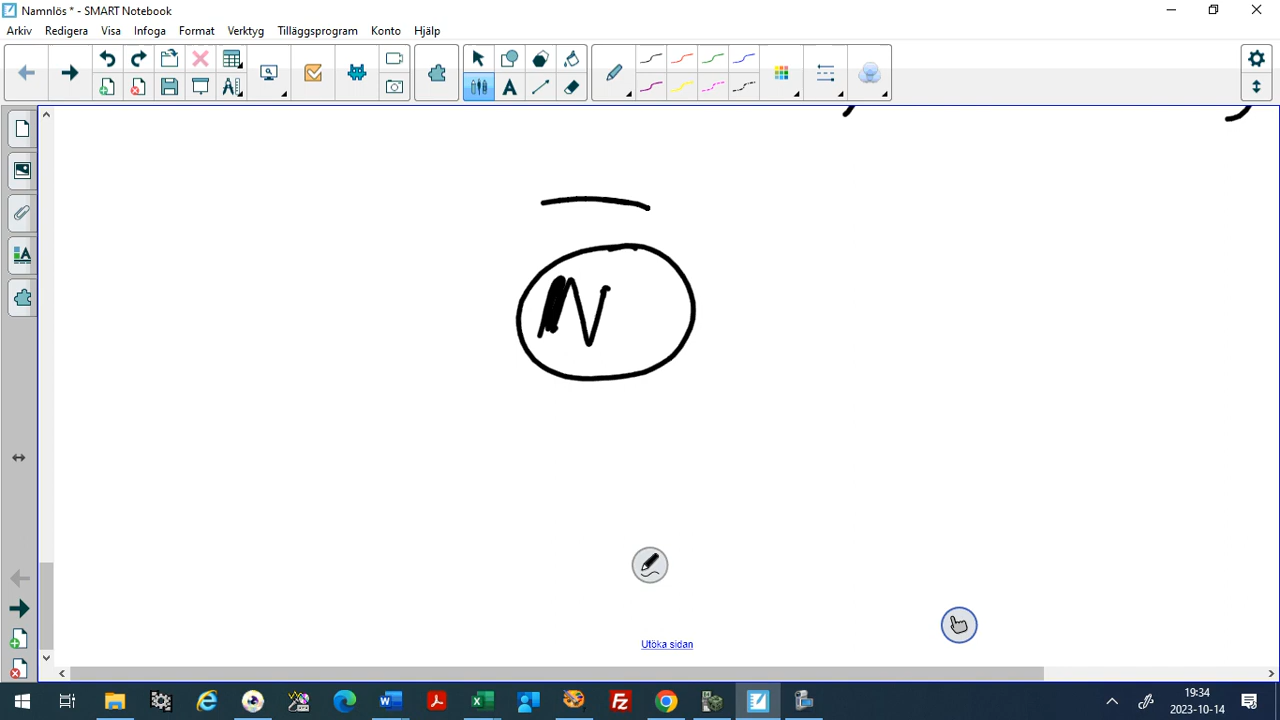 Namnlös * - SMART Notebook
Arkiv Redigera Visa Infoga Format Verktyg Tilläggsprogram Konto Hjälp
N
Utöka sidan
19:34
2023-10-14